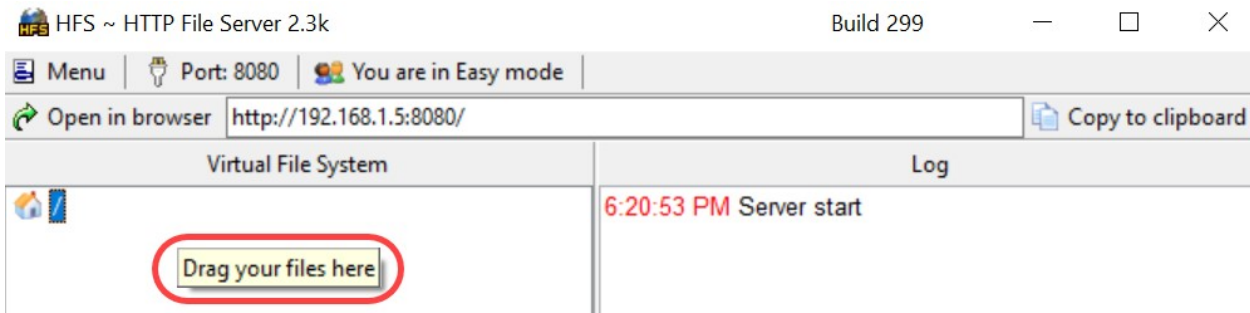 HFS ~ HTTP File Server 2.3k Build 299
Menu Port: 8080 You are in Easy mode
Open in browser http://192.168.1.5:8080/ Copy to clipboard
Virtual File System Log
/ 6:20:53 PM Server start
Drag your files here